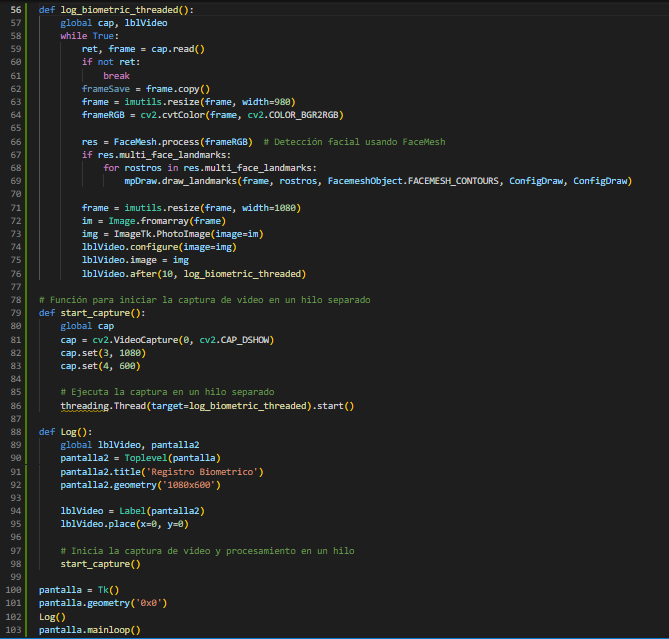 56 def log_biometric_threaded():
57     global cap, lblVideo
58     while True:
59         ret, frame = cap.read()
60         if not ret:
61             break
62         frameSave = frame.copy()
63         frame = imutils.resize(frame, width=980)
64         frameRGB = cv2.cvtColor(frame, cv2.COLOR_BGR2RGB)
65
66         res = FaceMesh.process(frameRGB)  # Detección facial usando FaceMesh
67         if res.multi_face_landmarks:
68             for rostros in res.multi_face_landmarks:
69                 mpDraw.draw_landmarks(frame, rostros, FacemeshObject.FACEMESH_CONTOURS, ConfigDraw, ConfigDraw)
70
71         frame = imutils.resize(frame, width=1080)
72         im = Image.fromarray(frame)
73         img = ImageTk.PhotoImage(image=im)
74         lblVideo.configure(image=img)
75         lblVideo.image = img
76         lblVideo.after(10, log_biometric_threaded)
77
78 # Función para iniciar la captura de video en un hilo separado
79 def start_capture():
80     global cap
81     cap = cv2.VideoCapture(0, cv2.CAP_DSHOW)
82     cap.set(3, 1080)
83     cap.set(4, 600)
84
85     # Ejecuta la captura en un hilo separado
86     threading.Thread(target=log_biometric_threaded).start()
87
88 def Log():
89     global lblVideo, pantalla2
90     pantalla2 = Toplevel(pantalla)
91     pantalla2.title('Registro Biometrico')
92     pantalla2.geometry('1080x600')
93
94     lblVideo = Label(pantalla2)
95     lblVideo.place(x=0, y=0)
96
97     # Inicia la captura de video y procesamiento en un hilo
98     start_capture()
99
100 pantalla = Tk()
101 pantalla.geometry('0x0')
102 Log()
103 pantalla.mainloop()